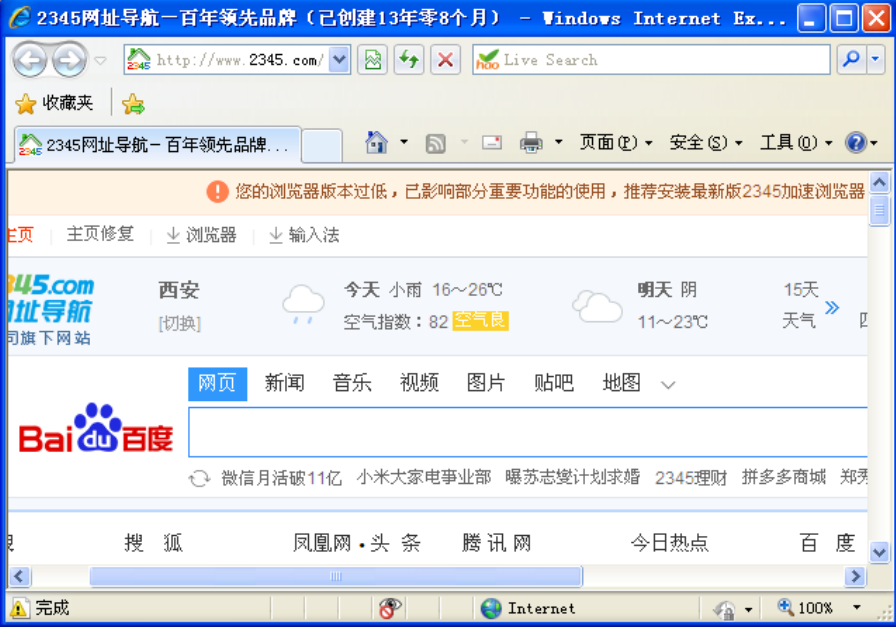 2345网址导航－百年领先品牌（已创建13年零8个月） - Windows Internet Ex...
http://www.2345.com/ hao Live Search
收藏夹
2345网址导航－百年领先品牌... 页面(P) 安全(S) 工具(O)
您的浏览器版本过低，已影响部分重要功能的使用，推荐安装最新版2345加速浏览器
主页 主页修复 浏览器 输入法
345.com 西安 今天 小雨 16～26℃ 明天 阴 15天
网址导航 [切换] 空气指数：82 空气良 11～23℃ 天气
司旗下网站
网页 新闻 音乐 视频 图片 贴吧 地图
Bai du 百度
微信月活破11亿 小米大家电事业部 曝苏志燮计划求婚 2345理财 拼多多商城 郑秀
搜 狐 凤凰网·头 条 腾 讯 网 今日热点 百 度
完成 Internet 100%